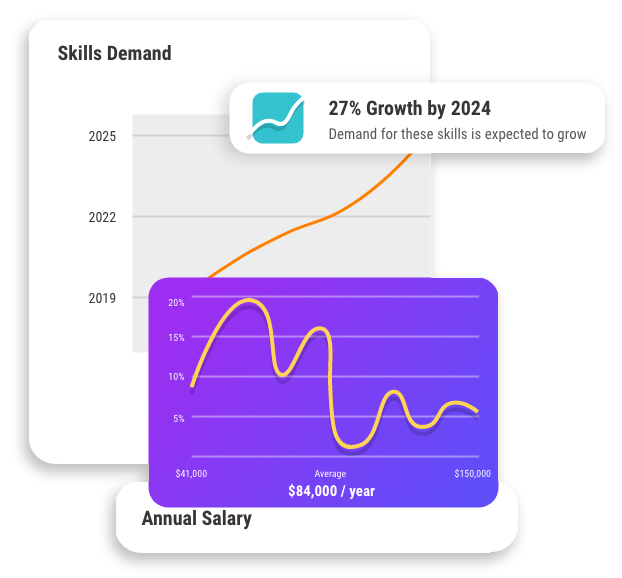 Skills Demand
27% Growth by 2024
Demand for these skills is expected to grow
2025
2022
2019
20%
15%
10%
5%
$41,000 Average $150,000
$84,000 / year
Annual Salary